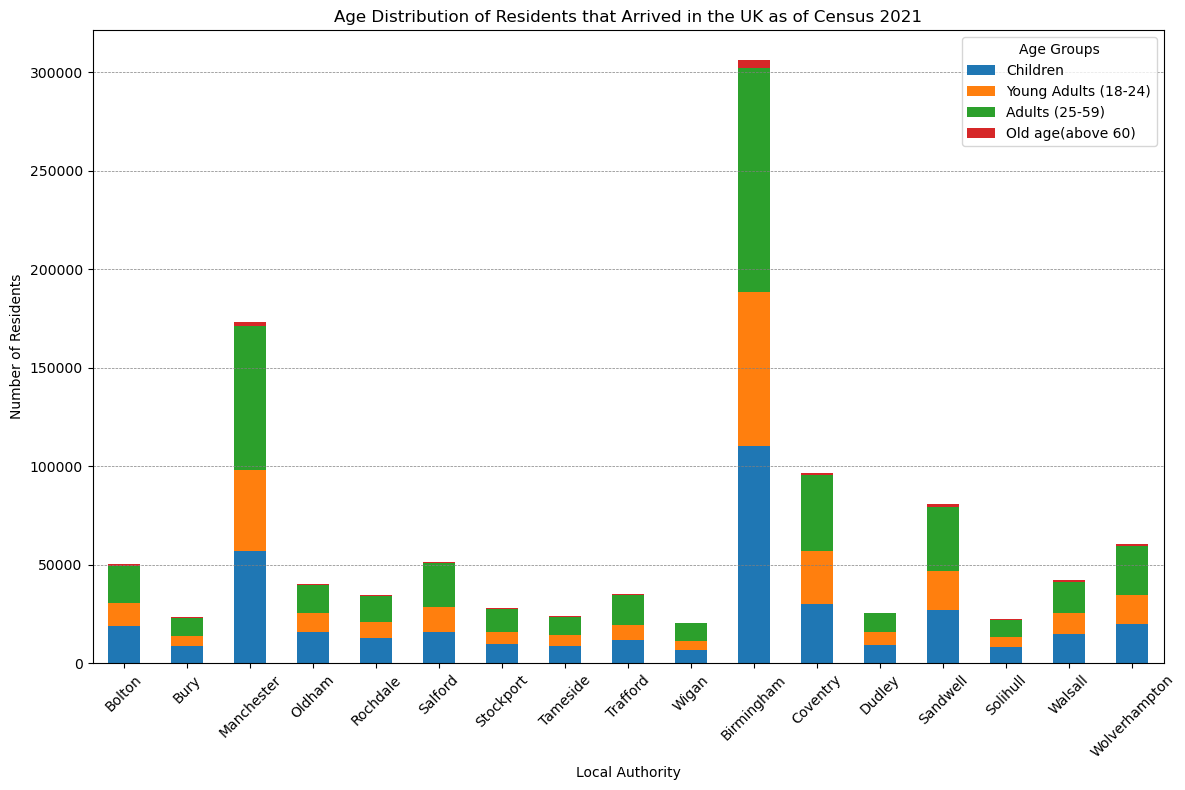 Age Distribution of Residents that Arrived in the UK as of Census 2021
Age Groups
Children
Young Adults (18-24)
Adults (25-59)
Old age(above 60)
Number of Residents
300000
250000
200000
150000
100000
50000
0
Bolton
Bury
Manchester
Oldham
Rochdale
Salford
Stockport
Tameside
Trafford
Wigan
Birmingham
Coventry
Dudley
Sandwell
Solihull
Walsall
Wolverhampton
Local Authority